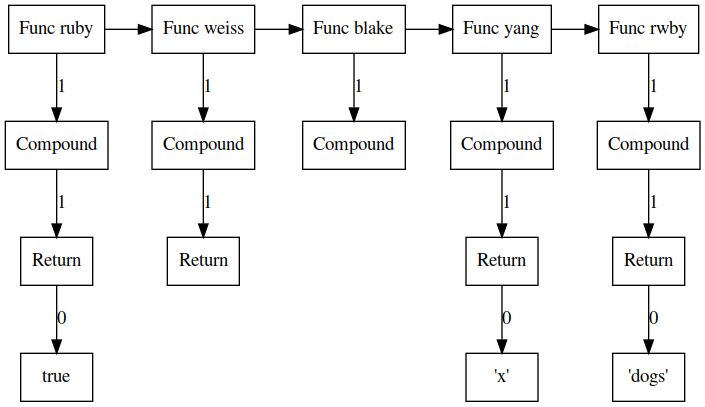 Func ruby
Func weiss
Func blake
Func yang
Func rwby
1
1
1
1
1
Compound
Compound
Compound
Compound
Compound
1
1
1
1
Return
Return
Return
Return
0
0
0
true
'x'
'dogs'